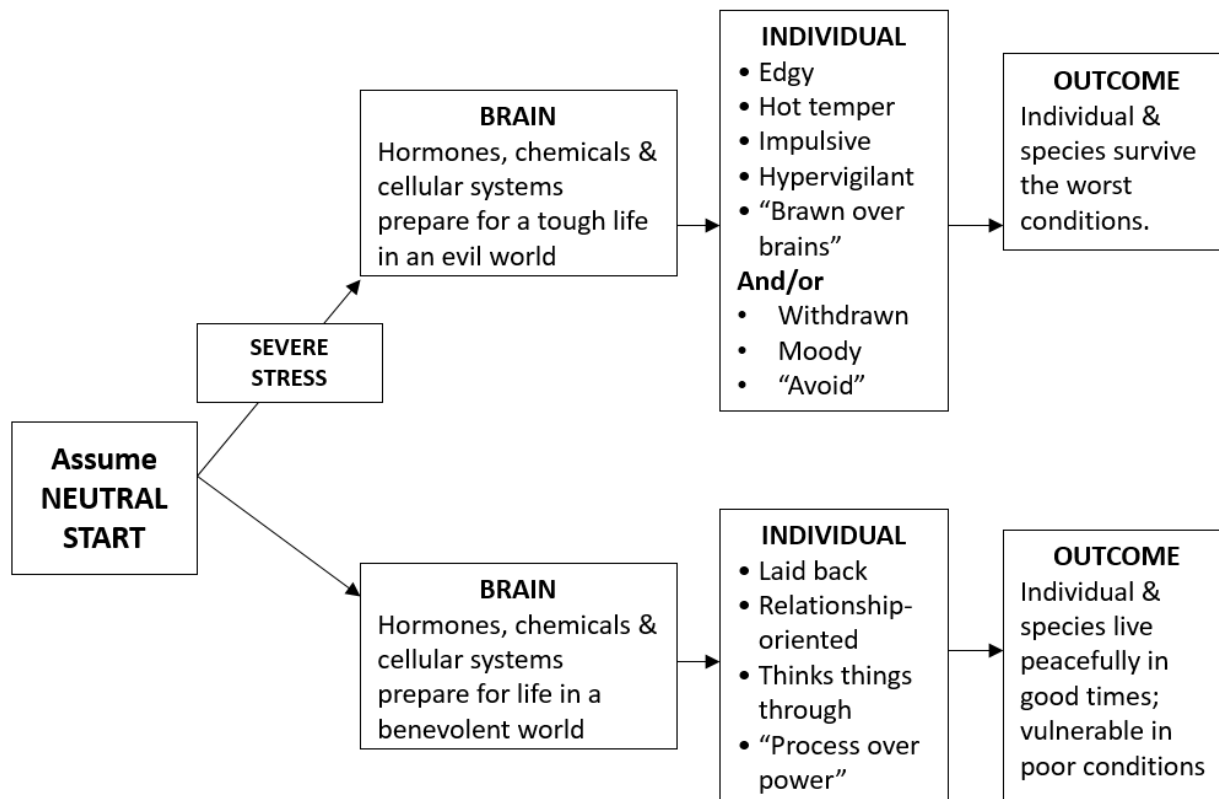 Assume
NEUTRAL
START
SEVERE
STRESS
BRAIN
Hormones, chemicals &
cellular systems
prepare for a tough life
in an evil world
INDIVIDUAL
• Edgy
• Hot temper
• Impulsive
• Hypervigilant
• “Brawn over
brains”
And/or
• Withdrawn
• Moody
• “Avoid”
OUTCOME
Individual &
species survive
the worst
conditions.
BRAIN
Hormones, chemicals &
cellular systems
prepare for life in a
benevolent world
INDIVIDUAL
• Laid back
• Relationship-
oriented
• Thinks things
through
• “Process over
power”
OUTCOME
Individual &
species live
peacefully in
good times;
vulnerable in
poor conditions